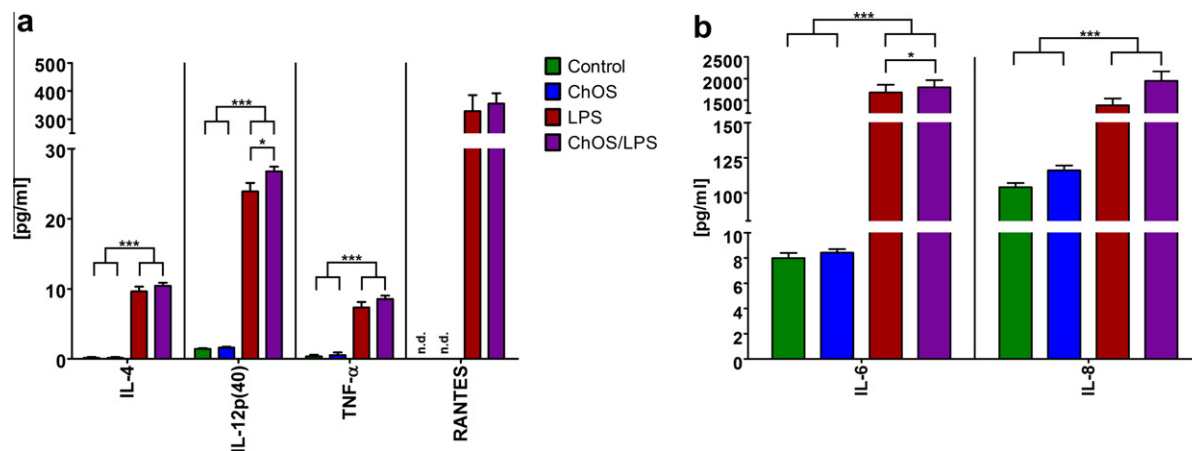 a
[pg/ml]
500
400
300
30
20
10
0
***
***
*
***
n.d.
n.d.
IL-4
IL-12p(40)
TNF-α
RANTES
Control
ChOS
LPS
ChOS/LPS
b
[pg/ml]
2500
2000
1500
150
125
100
10
8
6
4
2
0
***
*
***
IL-6
IL-8